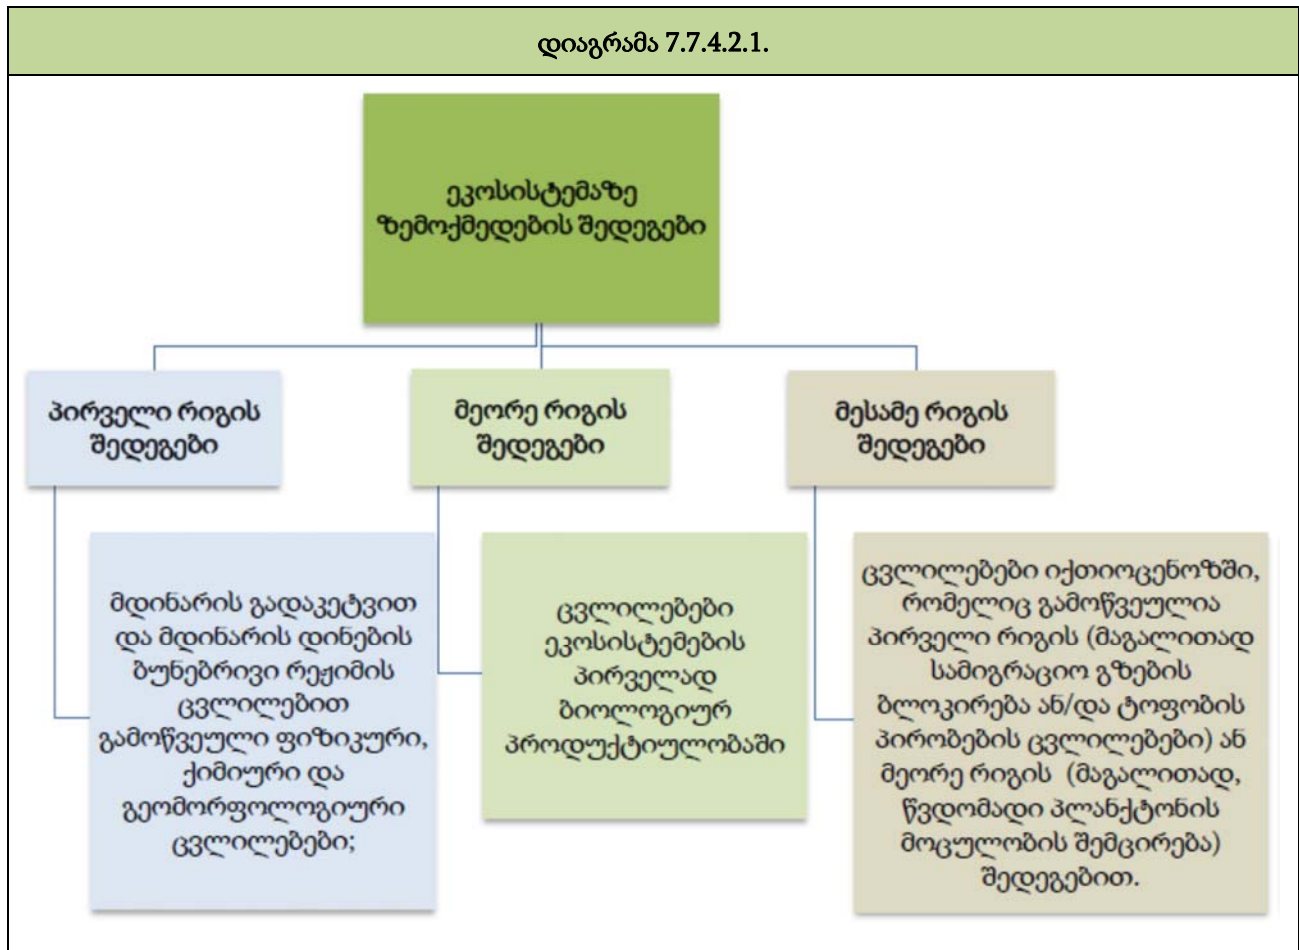 დიაგრამა 7.7.4.2.1.
ეკოსისტემაზე
ზემოქმედების შედეგები
პირველი რიგის
შედეგები
მეორე რიგის
შედეგები
მესამე რიგის
შედეგები
მდინარის გადაკეტვით
და მდინარის დინების
ბუნებრივი რეჟიმის
ცვლილებით
გამოწვეული ფიზიკური,
ქიმიური და
გეომორფოლოგიური
ცვლილებები;
ცვლილებები
ეკოსისტემების
პირველად
ბიოლოგიურ
პროდუქტიულობაში
ცვლილებები იქთიოცენოზში,
რომელიც გამოწვეულია
პირველი რიგის (მაგალითად
სამიგრაციო გზების
ბლოკირება ან/და ტოფობის
პირობების ცვლილებები) ან
მეორე რიგის (მაგალითად,
წვდომადი პლანქტონის
მოცულობის შემცირება)
შედეგებით.